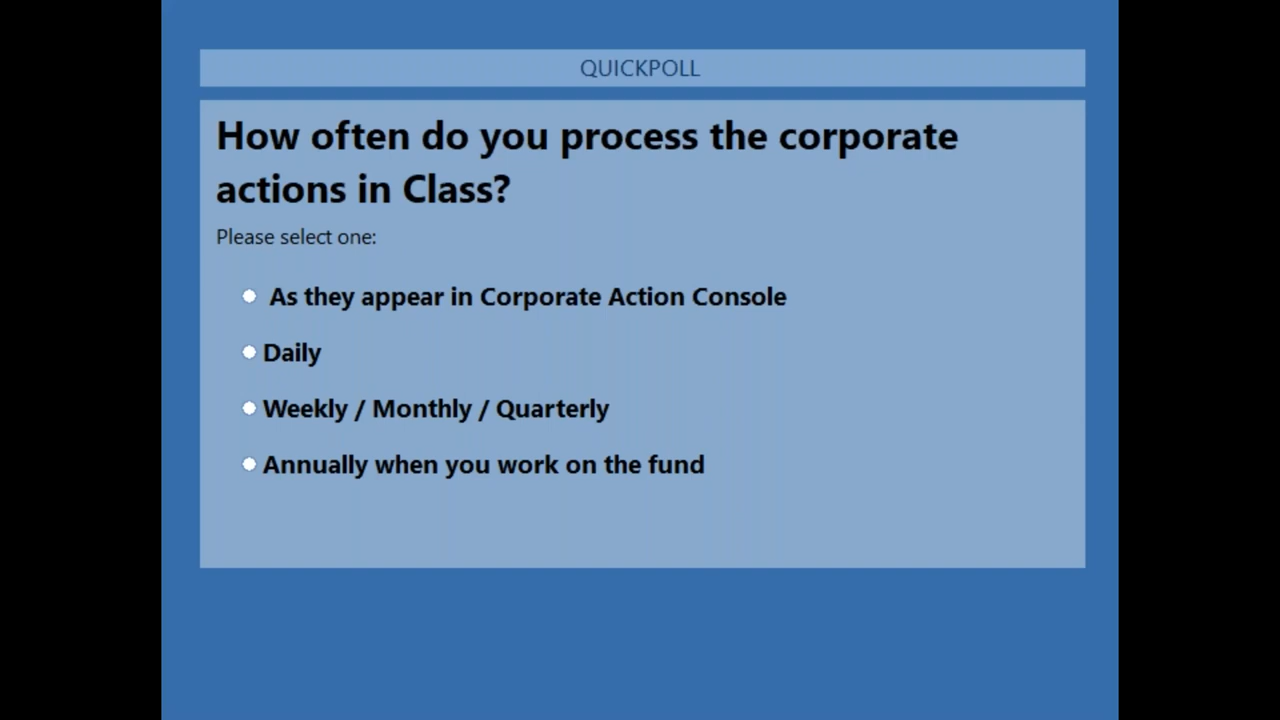 QUICKPOLL
How often do you process the corporate
actions in Class?
Please select one:
As they appear in Corporate Action Console
Daily
Weekly / Monthly / Quarterly
Annually when you work on the fund